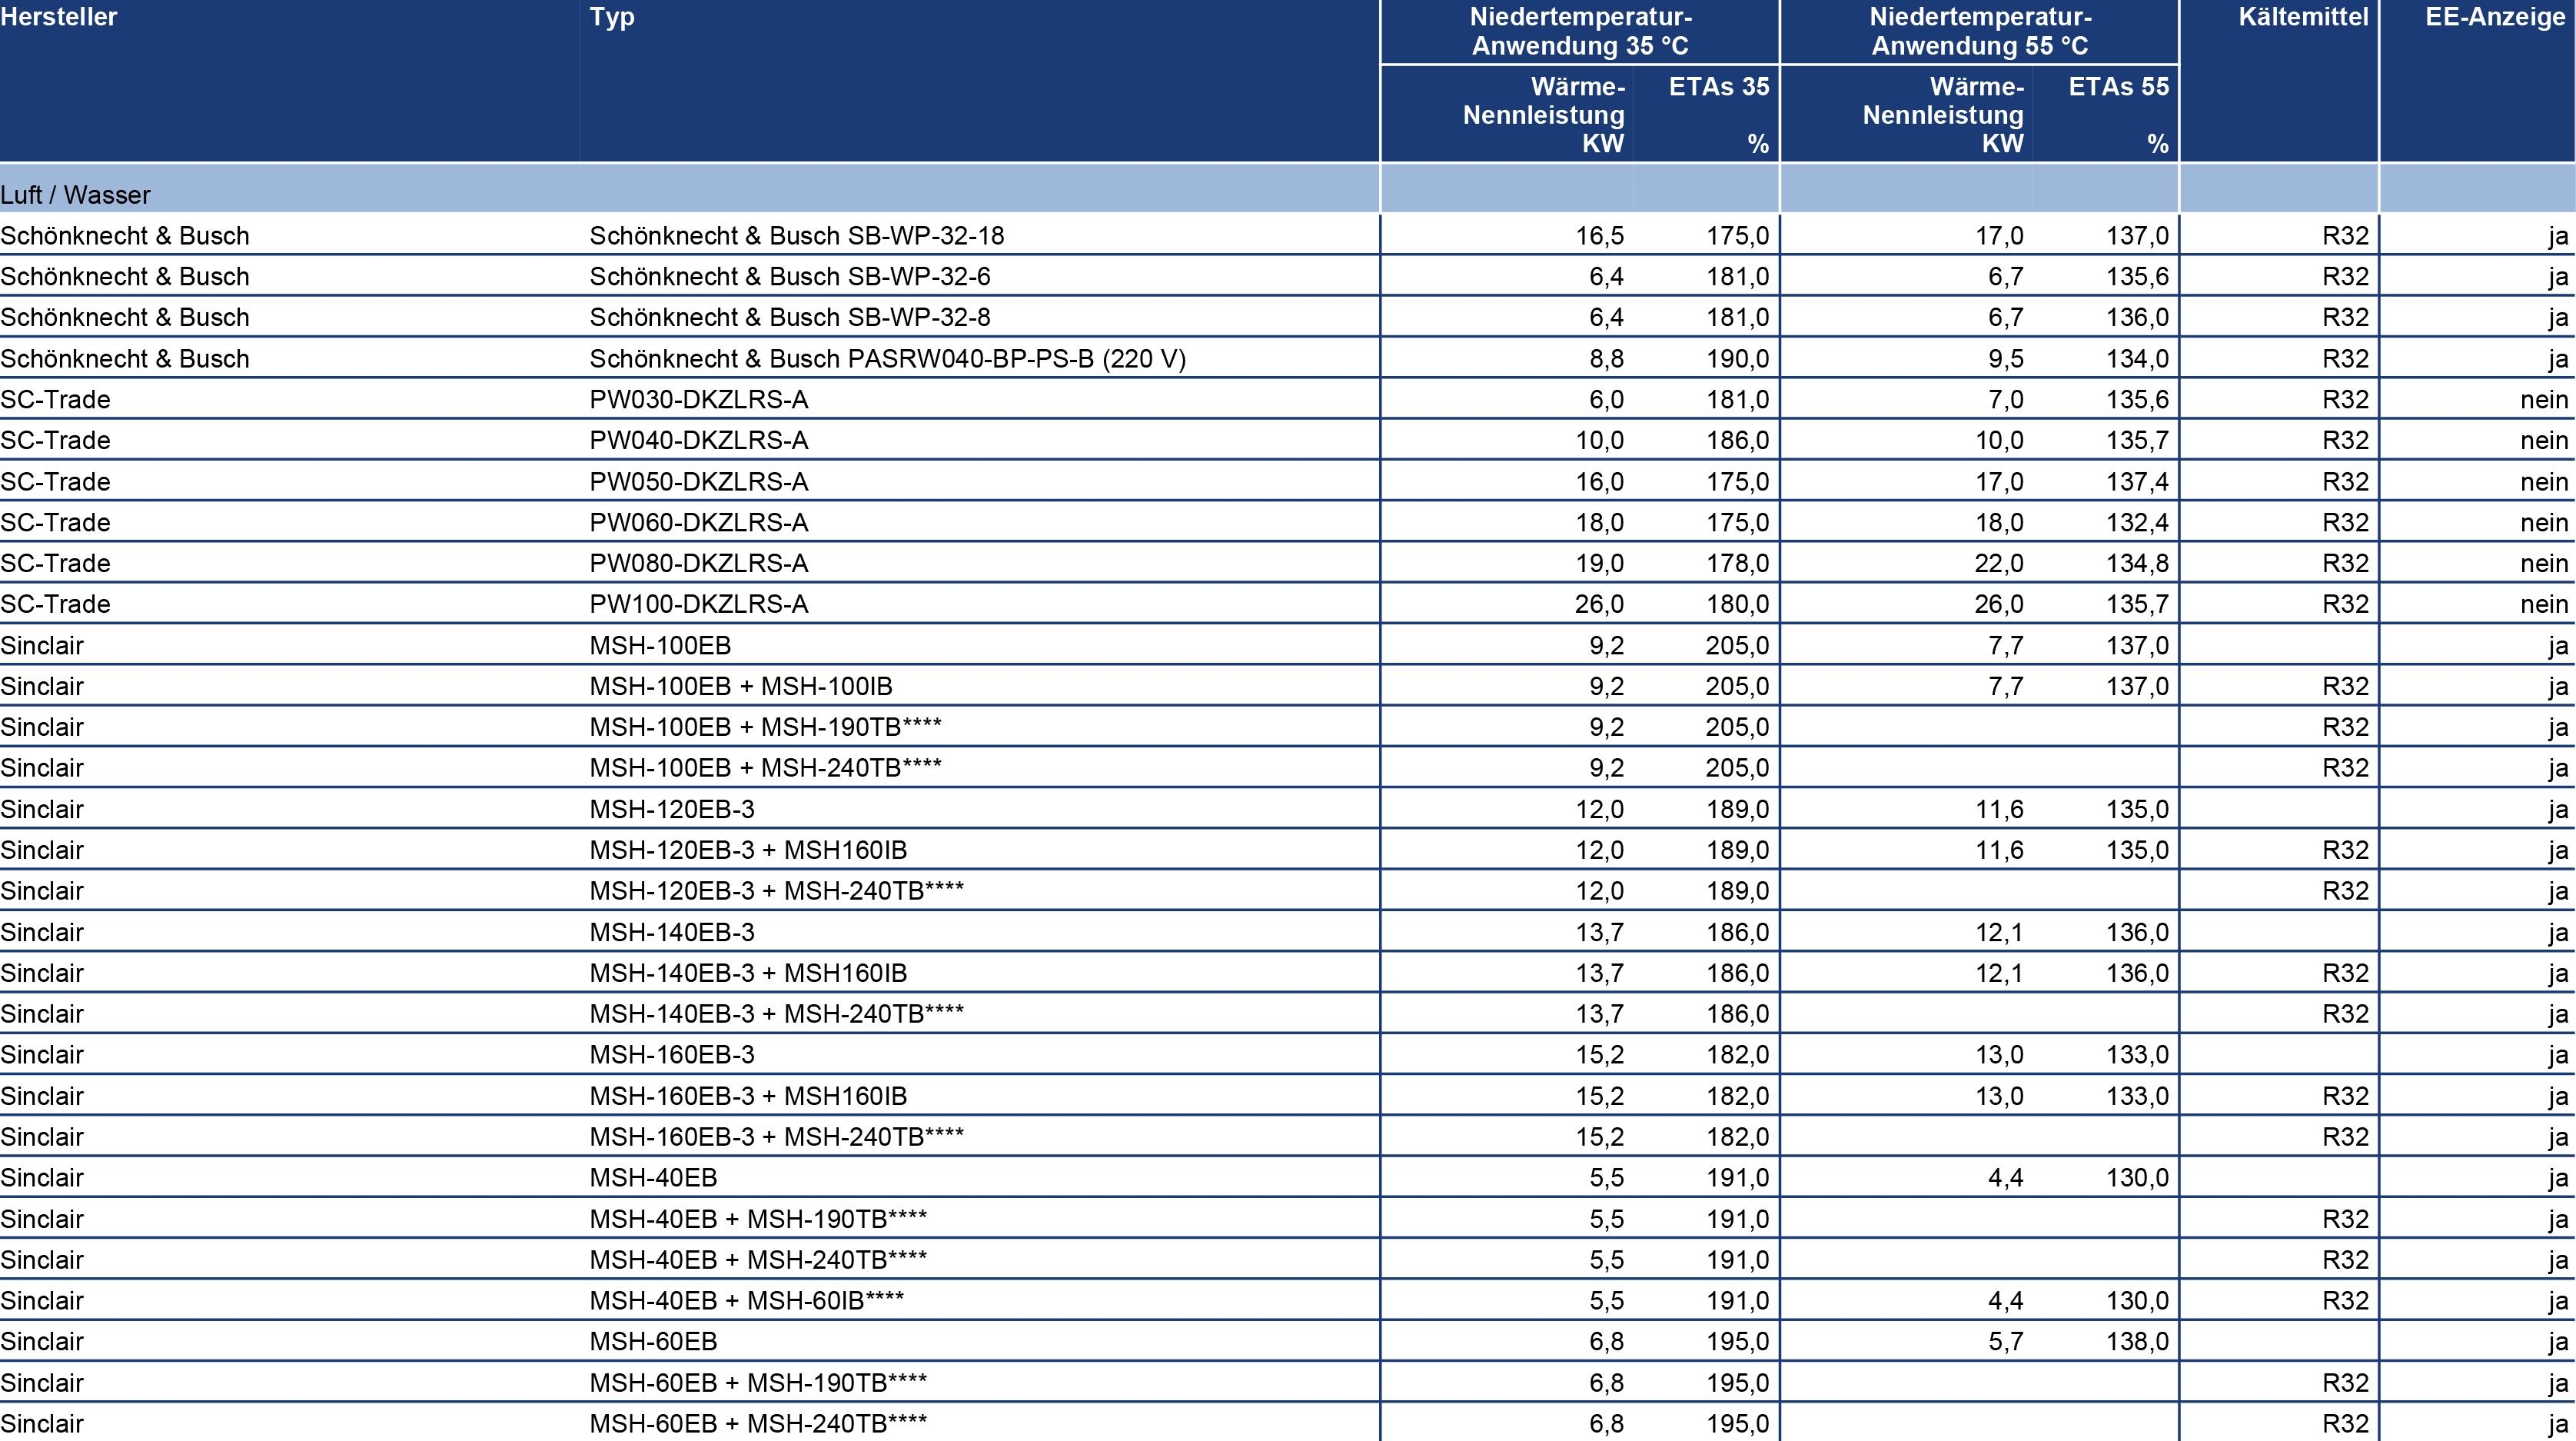 Hersteller Typ Niedertemperatur- Niedertemperatur- Kältemittel EE-Anzeige
Anwendung 35 °C Anwendung 55 °C
Wärme- ETAs 35 Wärme- ETAs 55
Nennleistung Nennleistung
KW % KW %
Luft / Wasser
Schönknecht & Busch Schönknecht & Busch SB-WP-32-18 16,5 175,0 17,0 137,0 R32 ja
Schönknecht & Busch Schönknecht & Busch SB-WP-32-6 6,4 181,0 6,7 135,6 R32 ja
Schönknecht & Busch Schönknecht & Busch SB-WP-32-8 6,4 181,0 6,7 136,0 R32 ja
Schönknecht & Busch Schönknecht & Busch PASRW040-BP-PS-B (220 V) 8,8 190,0 9,5 134,0 R32 ja
SC-Trade PW030-DKZLRS-A 6,0 181,0 7,0 135,6 R32 nein
SC-Trade PW040-DKZLRS-A 10,0 186,0 10,0 135,7 R32 nein
SC-Trade PW050-DKZLRS-A 16,0 175,0 17,0 137,4 R32 nein
SC-Trade PW060-DKZLRS-A 18,0 175,0 18,0 132,4 R32 nein
SC-Trade PW080-DKZLRS-A 19,0 178,0 22,0 134,8 R32 nein
SC-Trade PW100-DKZLRS-A 26,0 180,0 26,0 135,7 R32 nein
Sinclair MSH-100EB 9,2 205,0 7,7 137,0 ja
Sinclair MSH-100EB + MSH-100IB 9,2 205,0 7,7 137,0 R32 ja
Sinclair MSH-100EB + MSH-190TB**** 9,2 205,0 R32 ja
Sinclair MSH-100EB + MSH-240TB**** 9,2 205,0 R32 ja
Sinclair MSH-120EB-3 12,0 189,0 11,6 135,0 ja
Sinclair MSH-120EB-3 + MSH160IB 12,0 189,0 11,6 135,0 R32 ja
Sinclair MSH-120EB-3 + MSH-240TB**** 12,0 189,0 R32 ja
Sinclair MSH-140EB-3 13,7 186,0 12,1 136,0 ja
Sinclair MSH-140EB-3 + MSH160IB 13,7 186,0 12,1 136,0 R32 ja
Sinclair MSH-140EB-3 + MSH-240TB**** 13,7 186,0 R32 ja
Sinclair MSH-160EB-3 15,2 182,0 13,0 133,0 ja
Sinclair MSH-160EB-3 + MSH160IB 15,2 182,0 13,0 133,0 R32 ja
Sinclair MSH-160EB-3 + MSH-240TB**** 15,2 182,0 R32 ja
Sinclair MSH-40EB 5,5 191,0 4,4 130,0 ja
Sinclair MSH-40EB + MSH-190TB**** 5,5 191,0 R32 ja
Sinclair MSH-40EB + MSH-240TB**** 5,5 191,0 R32 ja
Sinclair MSH-40EB + MSH-60IB**** 5,5 191,0 4,4 130,0 R32 ja
Sinclair MSH-60EB 6,8 195,0 5,7 138,0 ja
Sinclair MSH-60EB + MSH-190TB**** 6,8 195,0 R32 ja
Sinclair MSH-60EB + MSH-240TB**** 6,8 195,0 R32 ja